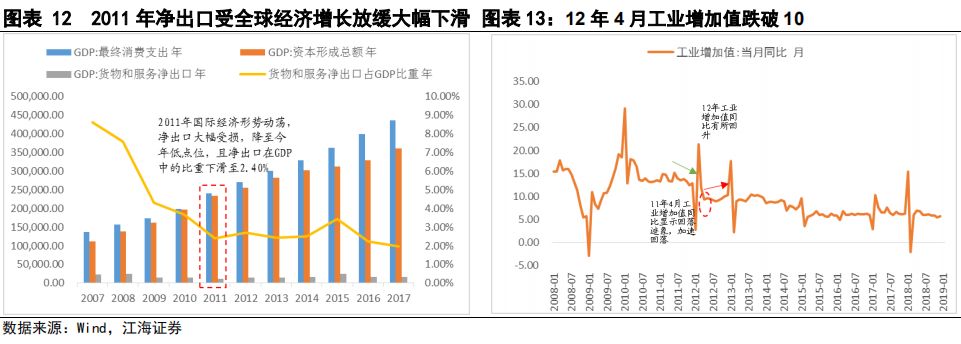 图表 12 2011 年净出口受全球经济增长放缓大幅下滑
GDP:最终消费支出 年
GDP:资本形成总额 年
GDP:货物和服务净出口 年
货物和服务净出口占GDP比重 年
500,000.00
450,000.00
400,000.00
350,000.00
300,000.00
250,000.00
200,000.00
150,000.00
100,000.00
50,000.00
0.00
10.00%
9.00%
8.00%
7.00%
6.00%
5.00%
4.00%
3.00%
2.00%
1.00%
0.00%
2011年国际经济形势动荡,
净出口大幅受损,降至今
年低点位,且净出口在GDP
中的比重下滑至2.40%
2007 2008 2009 2010 2011 2012 2013 2014 2015 2016 2017
图表 13:12 年 4 月工业增加值跌破 10
工业增加值:当月同比 月
35.00
30.00
25.00
20.00
15.00
10.00
5.00
0.00
-5.00
12年工业
增加值同
比有所回
升
11年4月工
业增加值同
比显示回落
迹象,加速
回落
2008-01 2008-07 2009-01 2009-07 2010-01 2010-07 2011-01 2011-07 2012-01 2012-07 2013-01 2013-07 2014-01 2014-07 2015-01 2015-07 2016-01 2016-07 2017-01 2017-07 2018-01 2018-07 2019-01
数据来源:Wind,江海证券